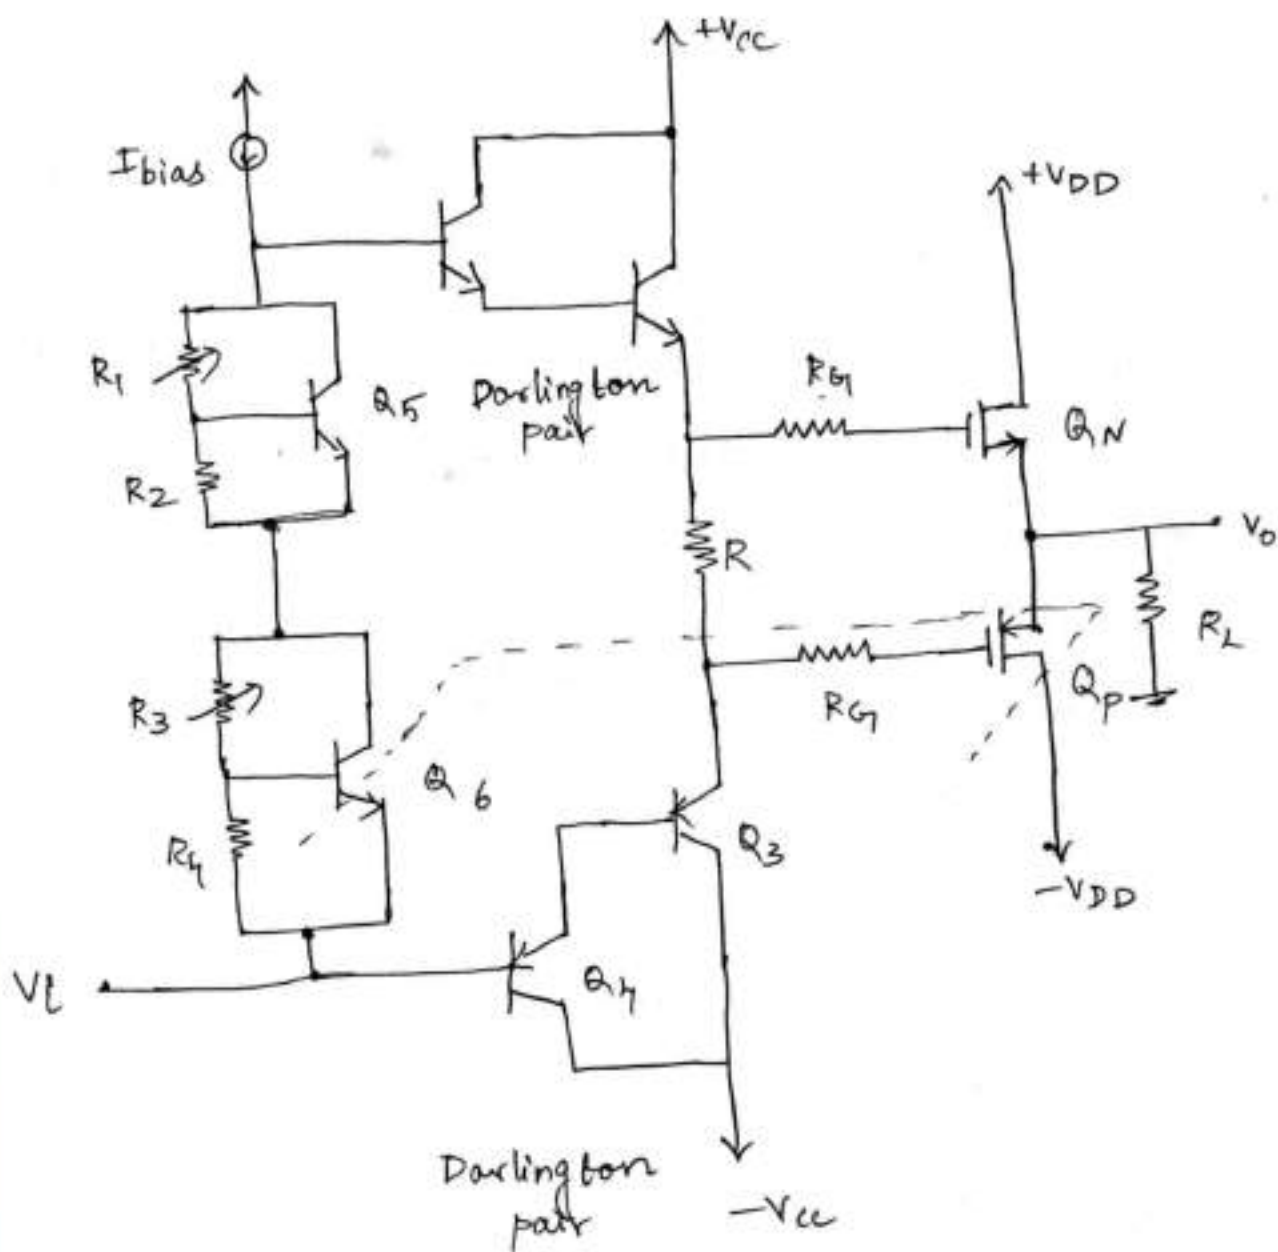 +VCC
Ibias
+VDD
R1
Q5
Darlington
pair
RG
QN
R2
R
Vo
R3
Q6
RG
QP
RL
R4
Q3
-VDD
Vi
Q4
Darlington
pair
-VCC